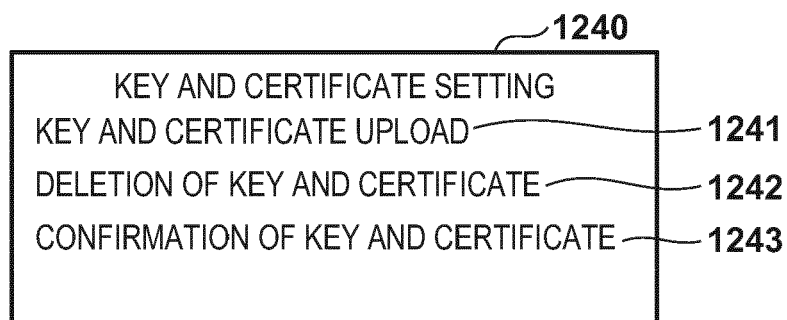 1240
KEY AND CERTIFICATE SETTING
KEY AND CERTIFICATE UPLOAD 1241
DELETION OF KEY AND CERTIFICATE 1242
CONFIRMATION OF KEY AND CERTIFICATE 1243